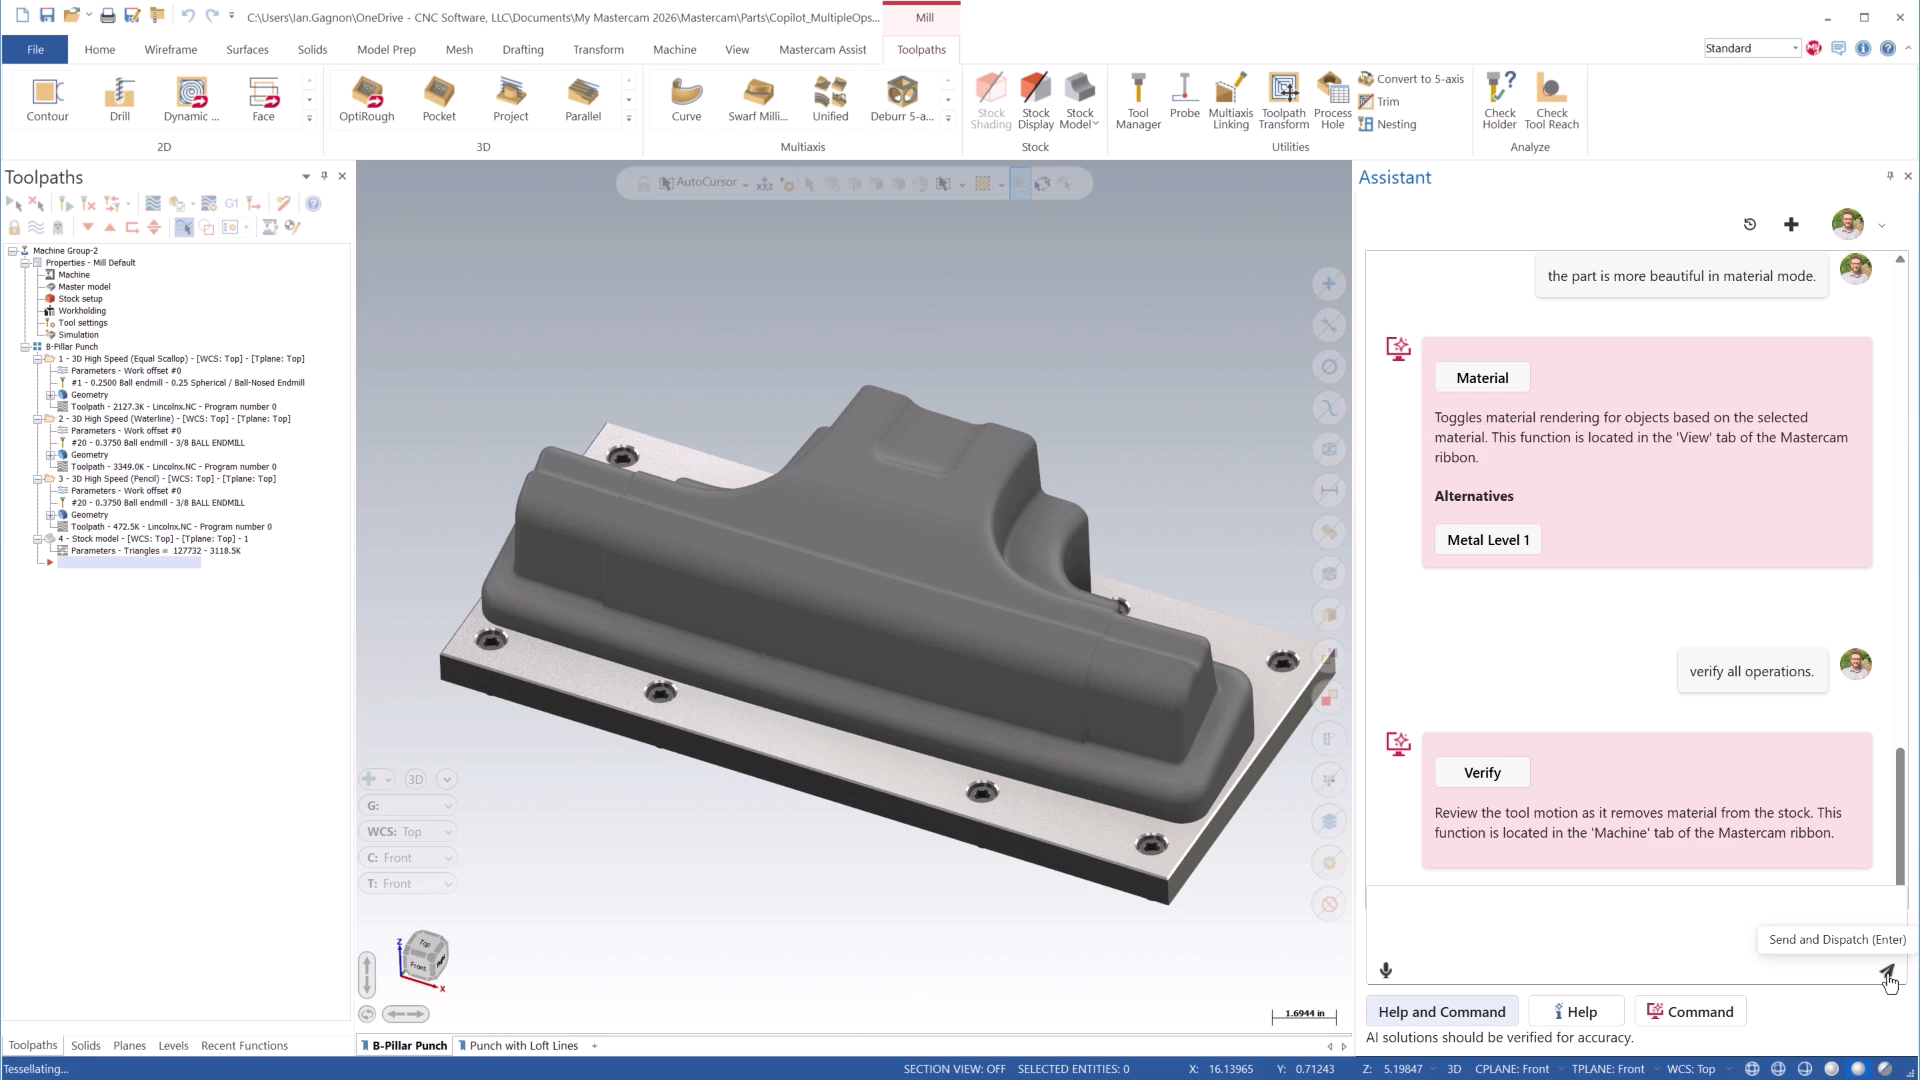 C:\Users\Ian.Gagnon\OneDrive - CNC Software, LLC\Documents\My Mastercam 2026\Mastercam\Parts\Copilot_MultipleOps...
Mill
File
Home
Wireframe
Surfaces
Solids
Model Prep
Mesh
Drafting
Transform
Machine
View
Mastercam Assist
Toolpaths
Standard
Contour
Drill
Dynamic ...
Face
2D
OptiRough
Pocket
Project
Parallel
3D
Curve
Swarf Milli...
Unified
Deburr 5-a...
Multiaxis
Stock
Shading
Stock
Display
Stock
Model
Stock
Tool
Manager
Probe
Multiaxis
Linking
Toolpath
Transform
Process
Hole
Convert to 5-axis
Trim
Nesting
Utilities
Check
Holder
Check
Tool Reach
Analyze
Toolpaths
G1
Machine Group-2
Properties - Mill Default
Machine
Master model
Stock setup
Workholding
Tool settings
Simulation
B-Pillar Punch
1 - 3D High Speed (Equal Scallop) - [WCS: Top] - [Tplane: Top]
Parameters - Work offset #0
#1 - 0.2500 Ball endmill - 0.25 Spherical / Ball-Nosed Endmill
Geometry
Toolpath - 2127.3K - Lincolnx.NC - Program number 0
2 - 3D High Speed (Waterline) - [WCS: Top] - [Tplane: Top]
Parameters - Work offset #0
#20 - 0.3750 Ball endmill - 3/8 BALL ENDMILL
Geometry
Toolpath - 3349.0K - Lincolnx.NC - Program number 0
3 - 3D High Speed (Pencil) - [WCS: Top] - [Tplane: Top]
Parameters - Work offset #0
#20 - 0.3750 Ball endmill - 3/8 BALL ENDMILL
Geometry
Toolpath - 472.5K - Lincolnx.NC - Program number 0
4 - Stock model - [WCS: Top] - [Tplane: Top] - 1
Parameters - Triangles = 127732 - 3118.5K
AutoCursor
3D
G:
WCS: Top
C: Front
T: Front
Top
Front
Z
X
1.6944 in
Assistant
the part is more beautiful in material mode.
Material
Toggles material rendering for objects based on the selected
material. This function is located in the 'View' tab of the Mastercam
ribbon.
Alternatives
Metal Level 1
verify all operations.
Verify
Review the tool motion as it removes material from the stock. This
function is located in the 'Machine' tab of the Mastercam ribbon.
Send and Dispatch (Enter)
Help and Command
Help
Command
AI solutions should be verified for accuracy.
Toolpaths
Solids
Planes
Levels
Recent Functions
B-Pillar Punch
Punch with Loft Lines
+
Tessellating...
SECTION VIEW: OFF
SELECTED ENTITIES: 0
X: 16.13965
Y: 0.71243
Z: 5.19847
3D
CPLANE: Front
TPLANE: Front
WCS: Top